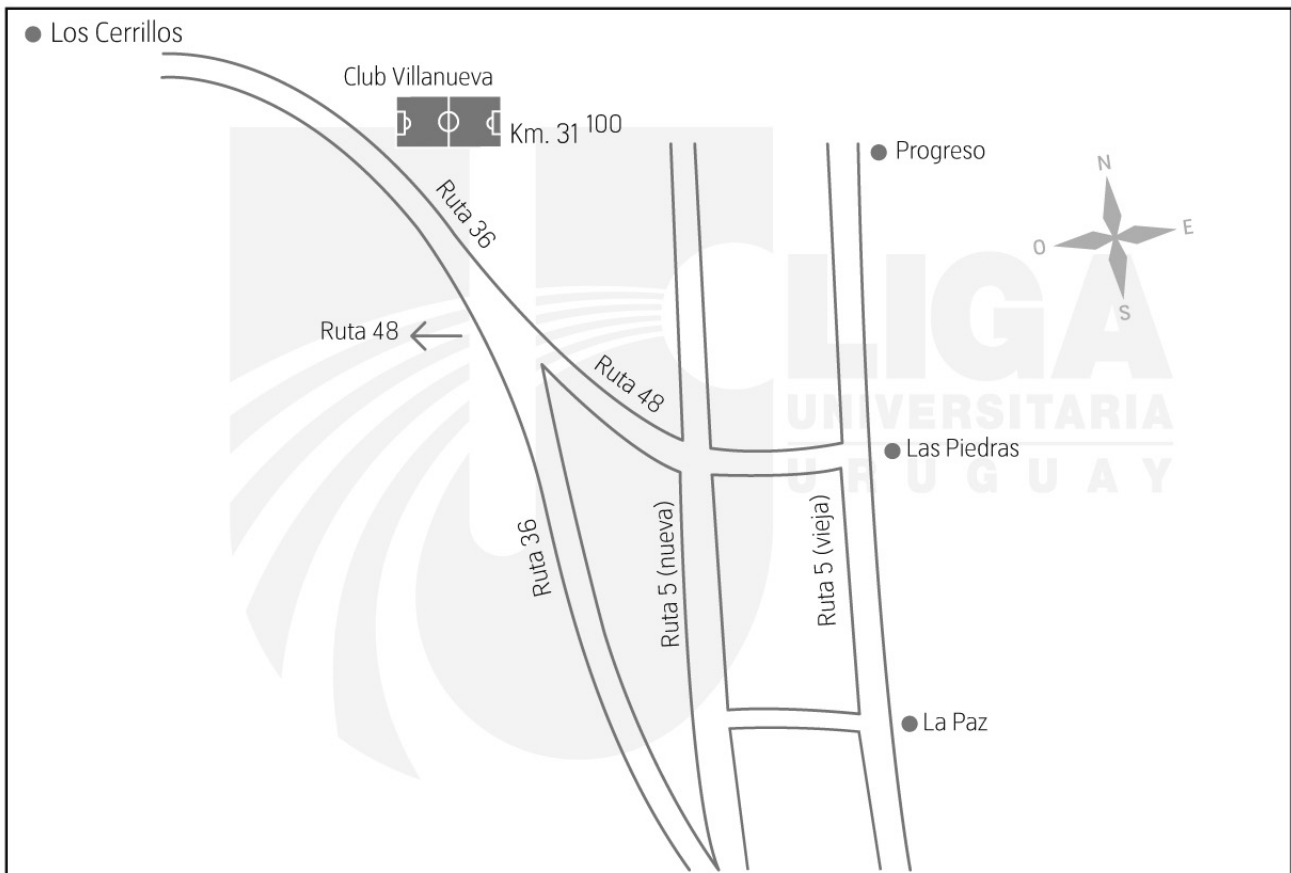 Los Cerrillos
Club Villanueva
Km. 31 100
Progreso
N
E
O
S
Ruta 36
Ruta 48
Ruta 48
LIGA
UNIVERSITARIA
URUGUAY
Las Piedras
Ruta 36
Ruta 5 (nueva)
Ruta 5 (vieja)
La Paz